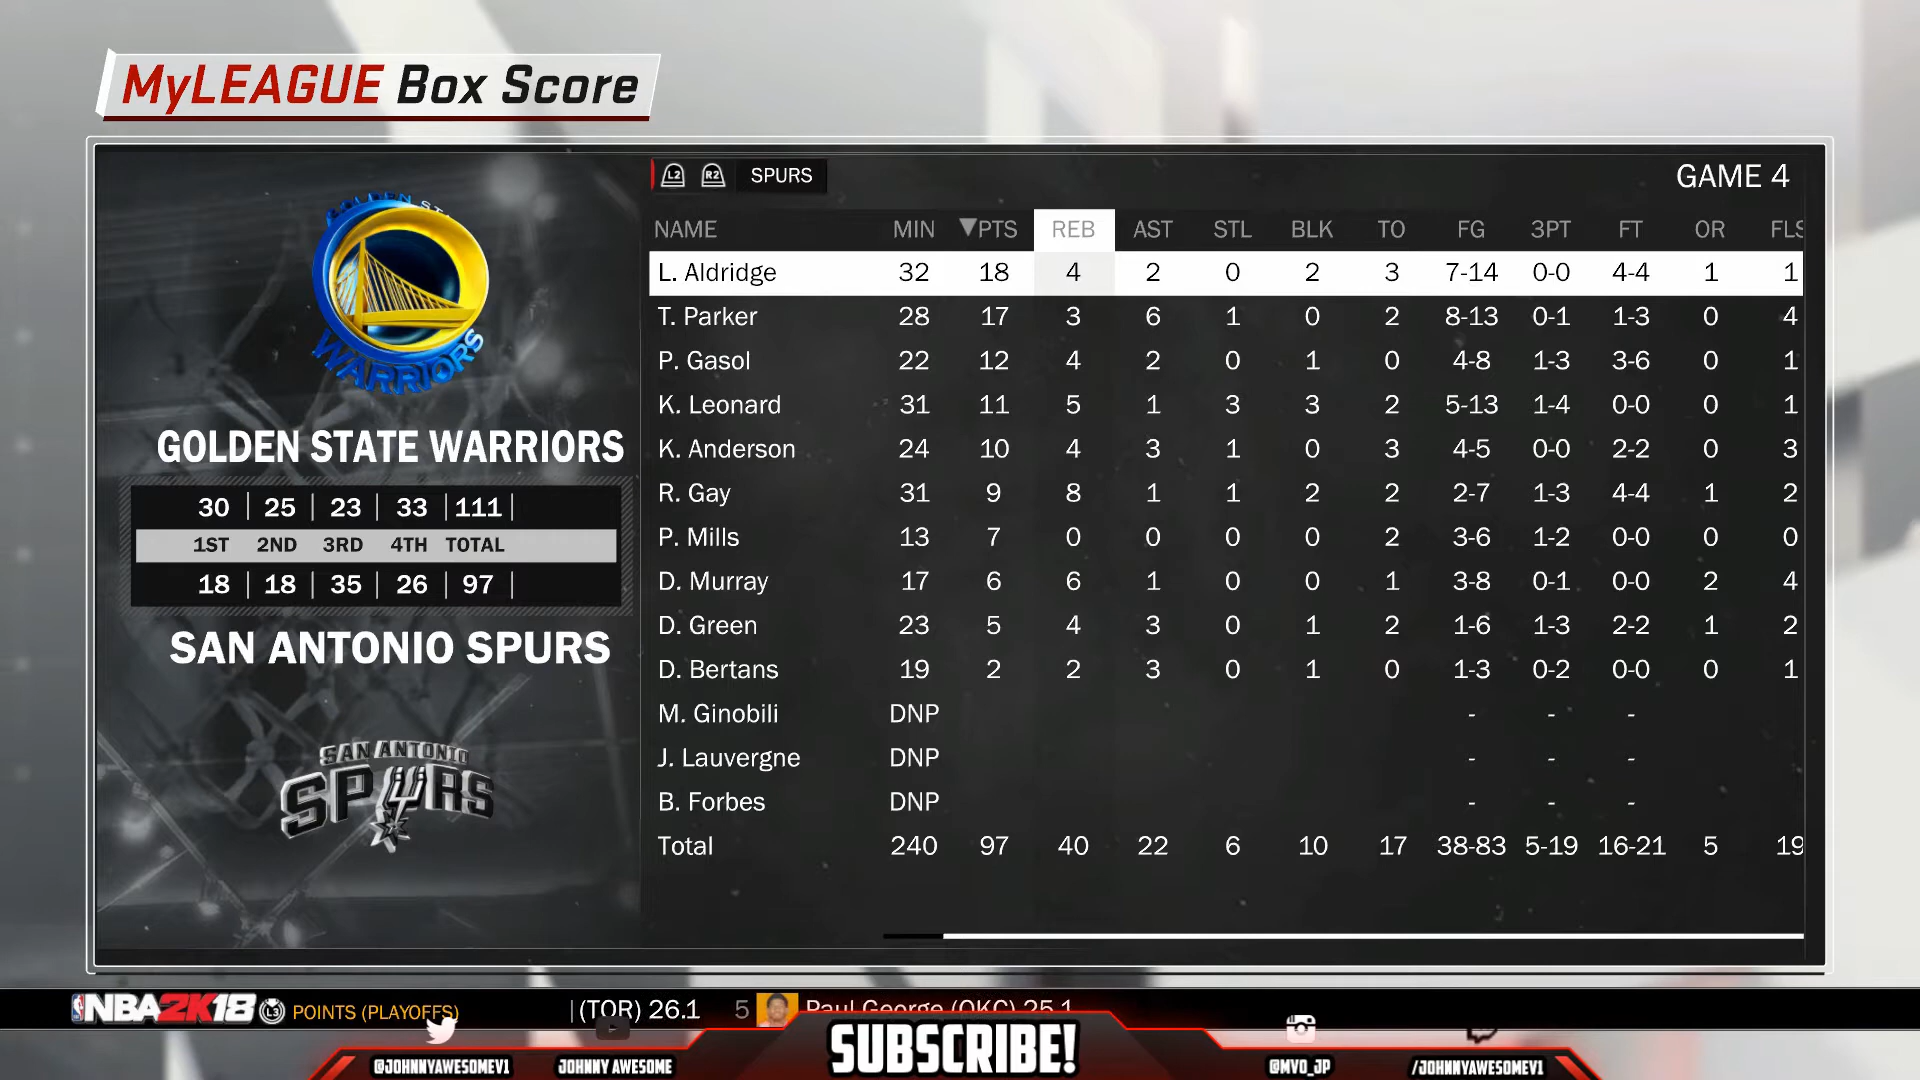 MyLEAGUE Box Score
L2 R2 SPURS GAME 4
NAME MIN PTS REB AST STL BLK TO FG 3PT FT OR FLS
L. Aldridge 32 18 4 2 0 2 3 7-14 0-0 4-4 1 1
T. Parker 28 17 3 6 1 0 2 8-13 0-1 1-3 0 4
P. Gasol 22 12 4 2 0 1 0 4-8 1-3 3-6 0 1
K. Leonard 31 11 5 1 3 3 2 5-13 1-4 0-0 0 1
K. Anderson 24 10 4 3 1 0 3 4-5 0-0 2-2 0 3
R. Gay 31 9 8 1 1 2 2 2-7 1-3 4-4 1 2
P. Mills 13 7 0 0 0 0 2 3-6 1-2 0-0 0 0
D. Murray 17 6 6 1 0 0 1 3-8 0-1 0-0 2 4
D. Green 23 5 4 3 0 1 2 1-6 1-3 2-2 1 2
D. Bertans 19 2 2 3 0 1 0 1-3 0-2 0-0 0 1
M. Ginobili DNP - - -
J. Lauvergne DNP - - -
B. Forbes DNP - - -
Total 240 97 40 22 6 10 17 38-83 5-19 16-21 5 19
WARRIORS
GOLDEN STATE WARRIORS
30 | 25 | 23 | 33 | 111 |
1ST 2ND 3RD 4TH TOTAL
18 | 18 | 35 | 26 | 97 |
SAN ANTONIO SPURS
SAN ANTONIO
SPURS
NBA2K18 L3 POINTS (PLAYOFFS) | (TOR) 26.1 5 Paul George (OKC) 25.1
SUBSCRIBE!
@JOHNNYAWESOMEV1 JOHNNY AWESOME @MVO_JP /JOHNNYAWESOMEV1